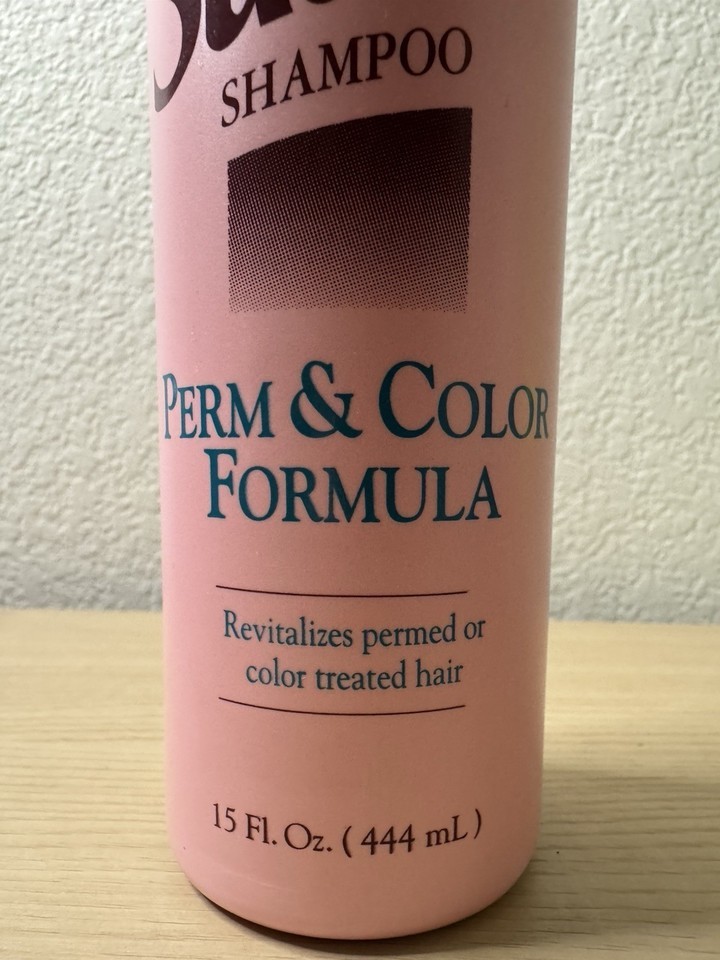 SHAMPOO
PERM & COLOR
FORMULA
Revitalizes permed or
color treated hair
15 Fl. Oz. ( 444 mL )